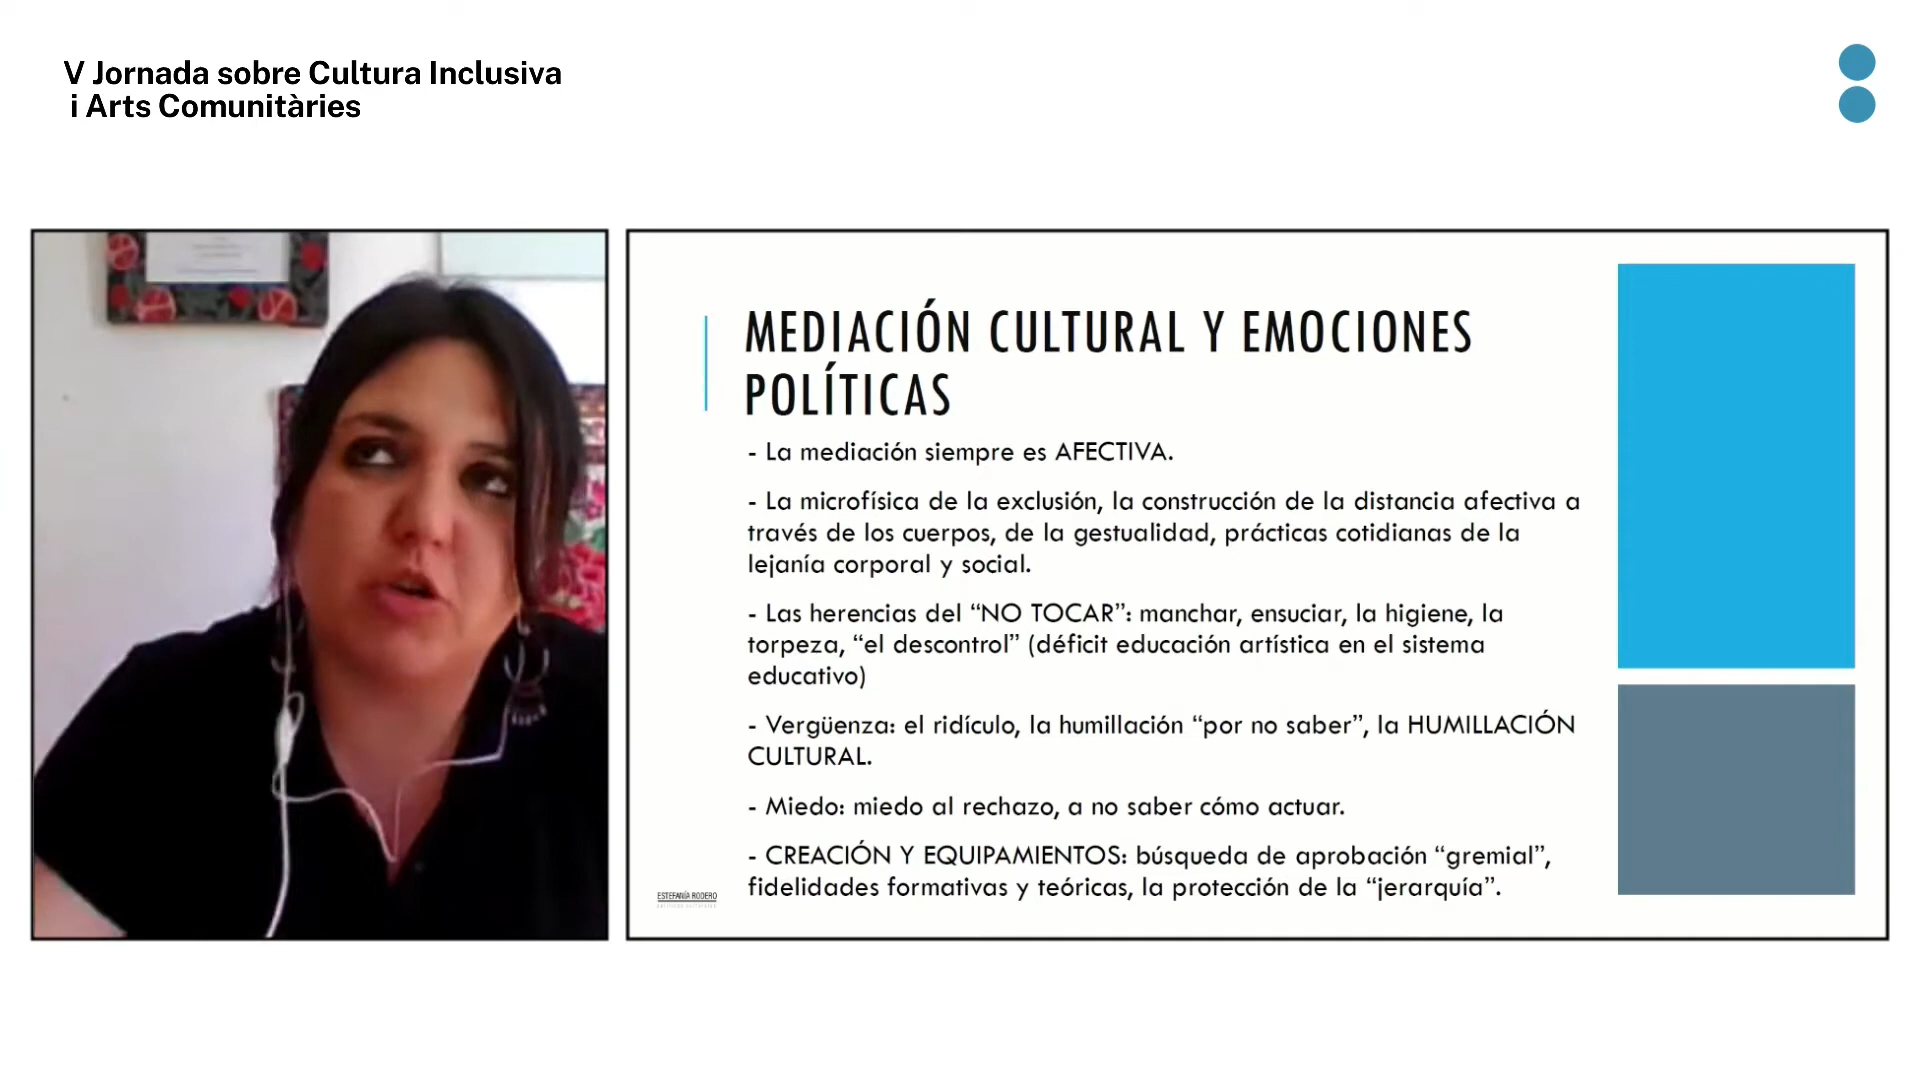 V Jornada sobre Cultura Inclusiva
i Arts Comunitàries
MEDIACIÓN CULTURAL Y EMOCIONES
POLÍTICAS
- La mediación siempre es AFECTIVA.
- La microfísica de la exclusión, la construcción de la distancia afectiva a
través de los cuerpos, de la gestualidad, prácticas cotidianas de la
lejanía corporal y social.
- Las herencias del “NO TOCAR”: manchar, ensuciar, la higiene, la
torpeza, “el descontrol” (déficit educación artística en el sistema
educativo)
- Vergüenza: el ridículo, la humillación “por no saber”, la HUMILLACIÓN
CULTURAL.
- Miedo: miedo al rechazo, a no saber cómo actuar.
- CREACIÓN Y EQUIPAMIENTOS: búsqueda de aprobación “gremial”,
fidelidades formativas y teóricas, la protección de la “jerarquía”.
ESTEFANÍA RODERO